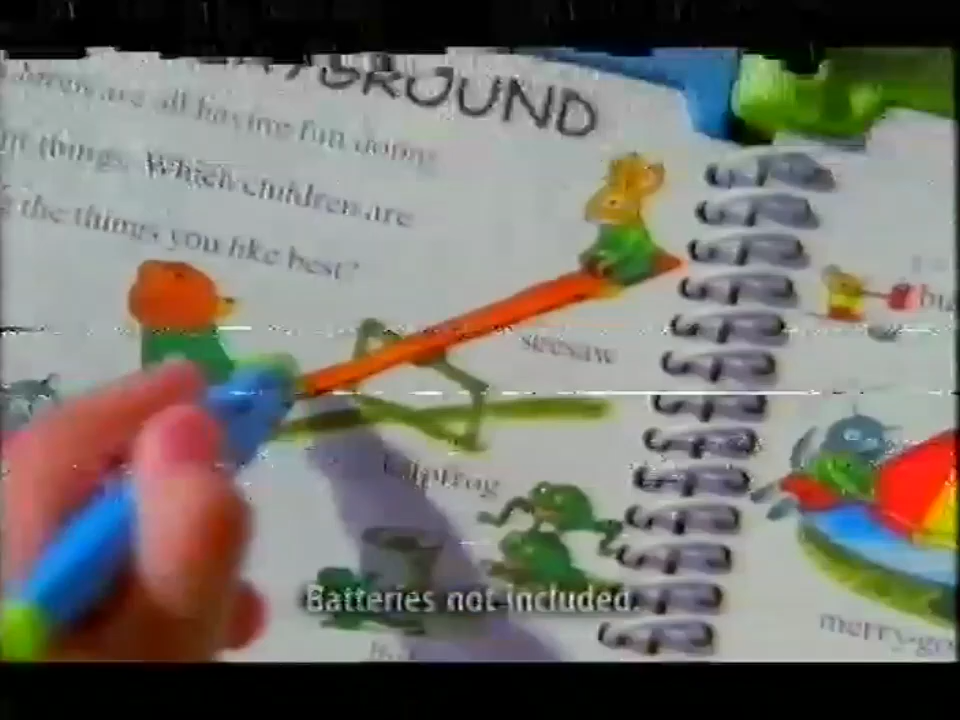 GROUND
are all having fun doing
things. Which children are
the things you like best?
seesaw
leapfrog
merry-go
Batteries not included.